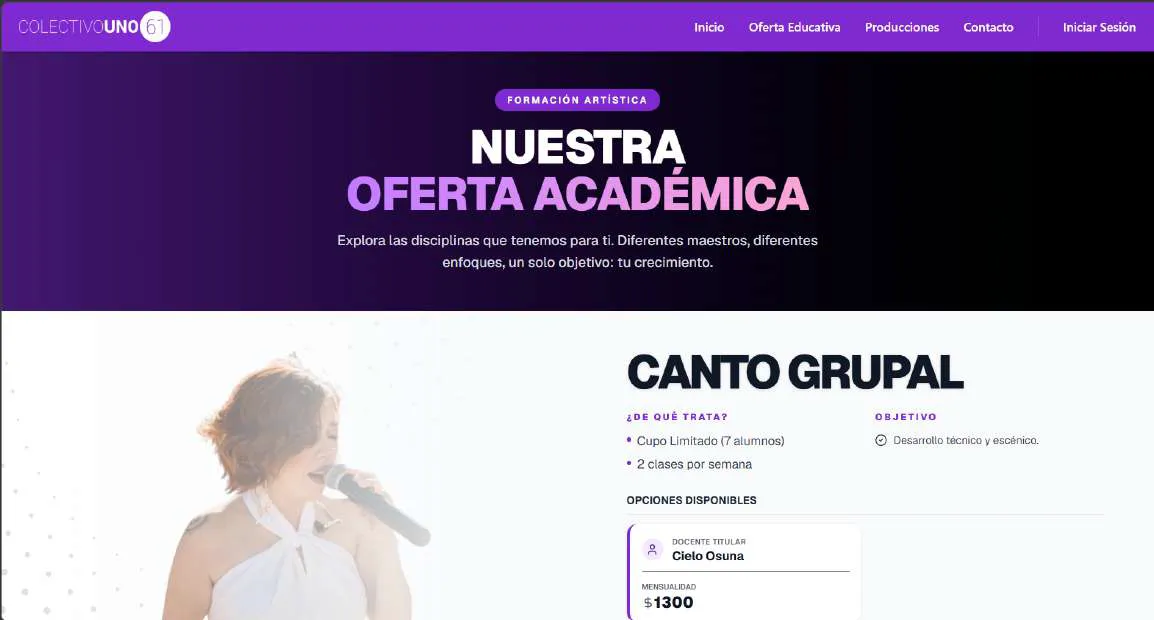 COLECTIVOUNO 61
Inicio
Oferta Educativa
Producciones
Contacto
Iniciar Sesión
FORMACIÓN ARTÍSTICA
NUESTRA
OFERTA ACADÉMICA
Explora las disciplinas que tenemos para ti. Diferentes maestros, diferentes
enfoques, un solo objetivo: tu crecimiento.
CANTO GRUPAL
¿DE QUÉ TRATA?
Cupo Limitado (7 alumnos)
2 clases por semana
OBJETIVO
Desarrollo técnico y escénico.
OPCIONES DISPONIBLES
DOCENTE TITULAR
Cielo Osuna
MENSUALIDAD
$1300